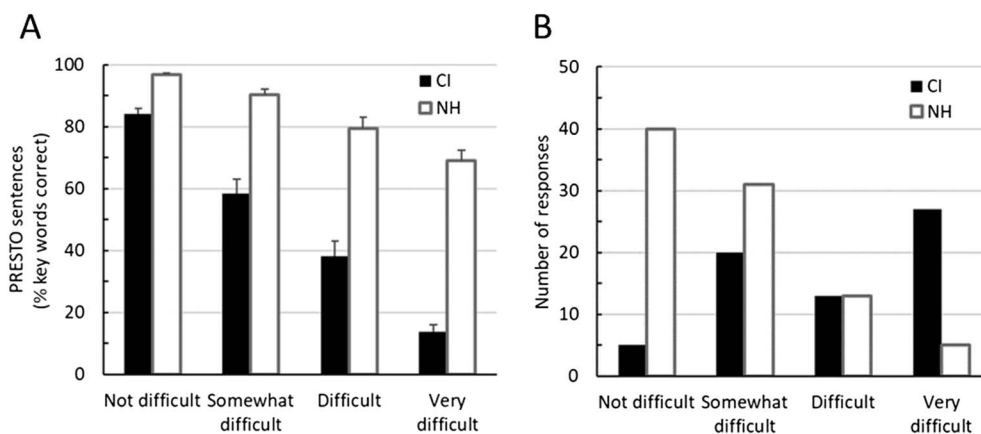 A
PRESTO sentences
(% key words correct)
100
80
60
40
20
0
CI
NH
Not difficult
Somewhat
difficult
Difficult
Very
difficult
B
Number of responses
50
40
30
20
10
0
CI
NH
Not difficult
Somewhat
difficult
Difficult
Very
difficult